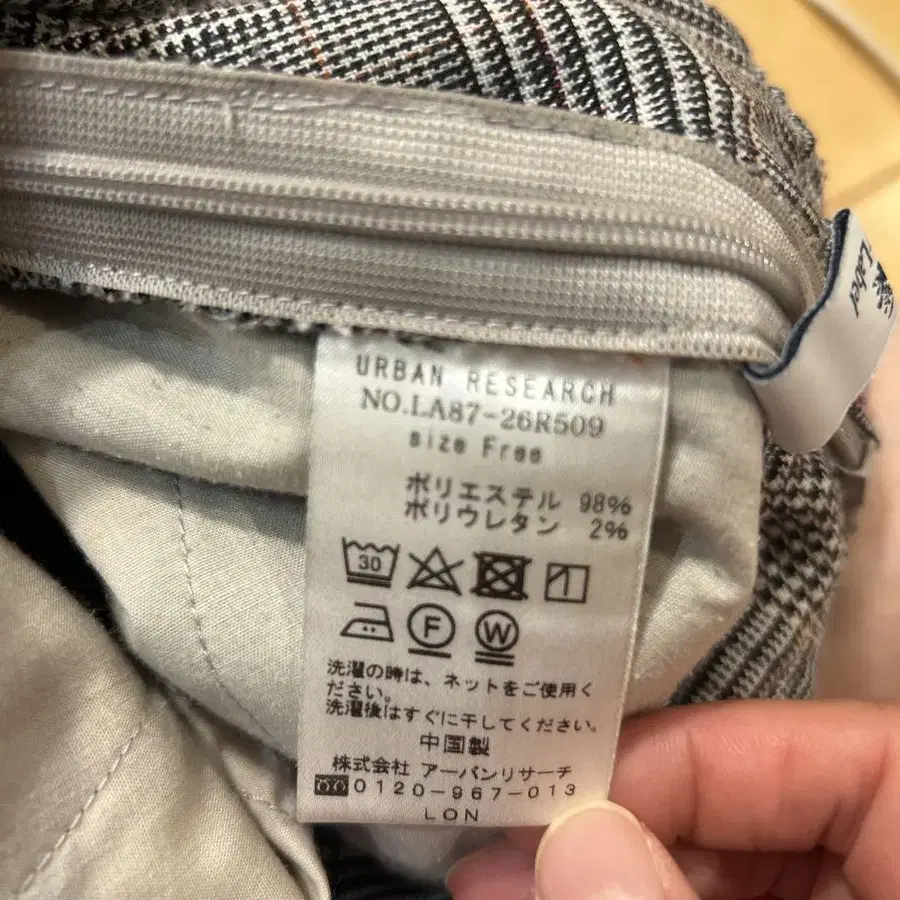 Label
URBAN RESEARCH
NO.LA87-26R509
size Free
ポリエステル 98%
ポリウレタン 2%
30
F W
洗濯の時は、ネットをご使用く
ださい。
洗濯後はすぐに干してください。
中国製
株式会社 アーバンリサーチ
0120-967-013
LON